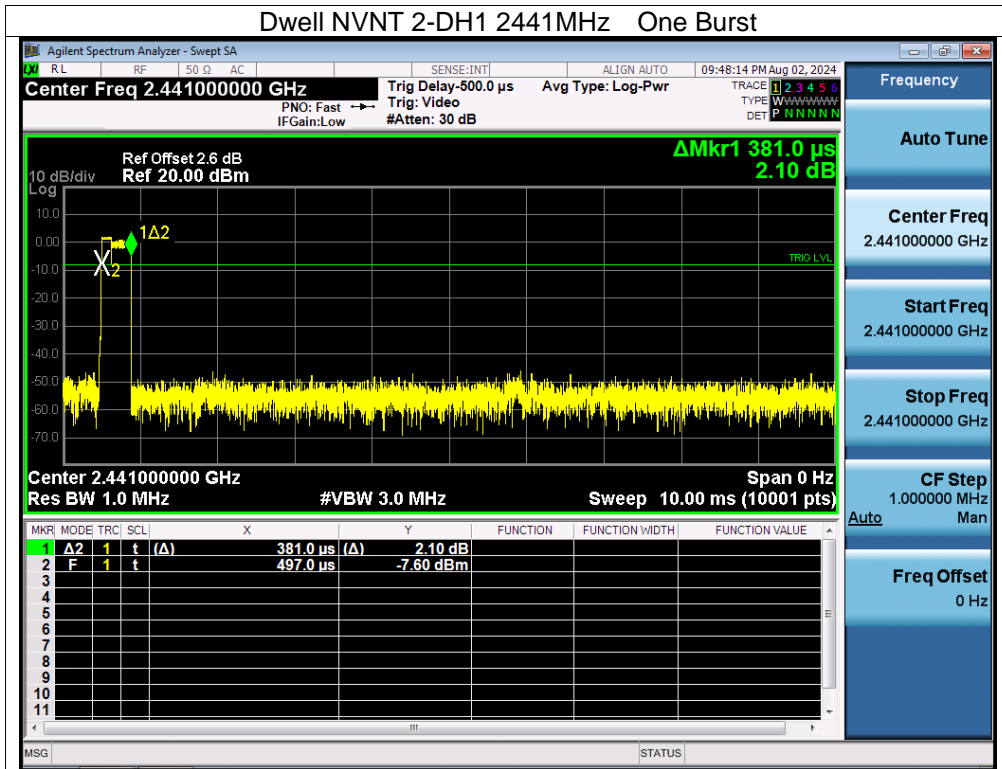 Dwell NVNT 2-DH1 2441MHz One Burst
Agilent Spectrum Analyzer - Swept SA
LXI RL RF 50 Ω AC SENSE:INT ALIGN AUTO 09:48:14 PM Aug 02, 2024
Center Freq 2.441000000 GHz Trig Delay-500.0 µs Avg Type: Log-Pwr TRACE 1 2 3 4 5 6
PNO: Fast Trig: Video TYPE WWWWWW
IFGain:Low #Atten: 30 dB DET P N N N N N
Frequency
Auto Tune
Center Freq
2.441000000 GHz
Start Freq
2.441000000 GHz
Stop Freq
2.441000000 GHz
CF Step
1.000000 MHz
Auto Man
Freq Offset
0 Hz
ΔMkr1 381.0 µs
2.10 dB
Ref Offset 2.6 dB
10 dB/div Ref 20.00 dBm
Log
10.0
0.00
-10.0
-20.0
-30.0
-40.0
-50.0
-60.0
-70.0
1Δ2
2
TRIG LVL
Center 2.441000000 GHz Span 0 Hz
Res BW 1.0 MHz #VBW 3.0 MHz Sweep 10.00 ms (10001 pts)
MKR MODE TRC SCL X Y FUNCTION FUNCTION WIDTH FUNCTION VALUE
1 Δ2 1 t (Δ) 381.0 µs (Δ) 2.10 dB
2 F 1 t 497.0 µs -7.60 dBm
3
4
5
6
7
8
9
10
11
MSG STATUS